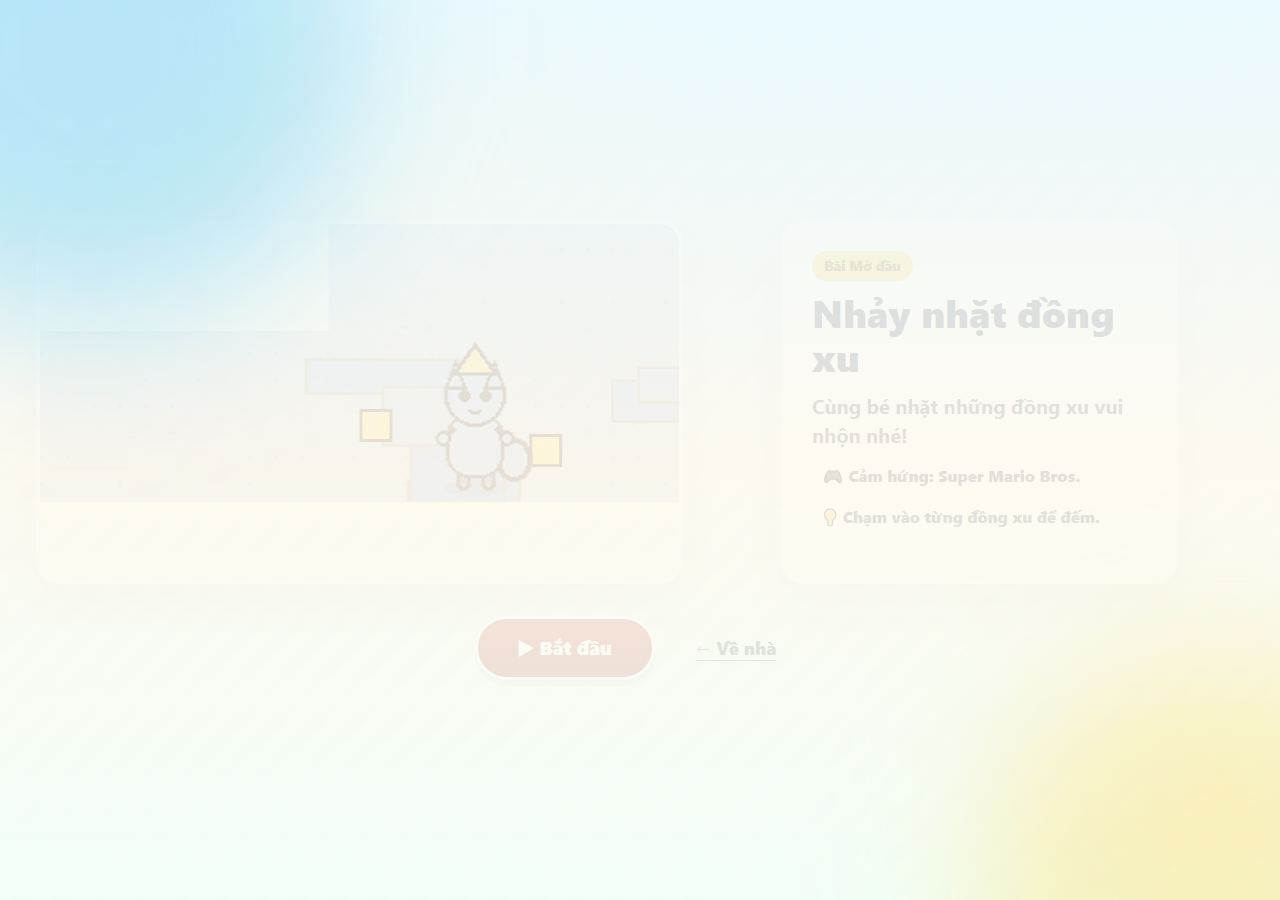 Bài Mở đầu
Nhảy nhặt đồng
xu
Cùng bé nhặt những đồng xu vui
nhộn nhé!
🎮 Cảm hứng: Super Mario Bros.
💡 Chạm vào từng đồng xu để đếm.
▶ Bắt đầu
← Về nhà